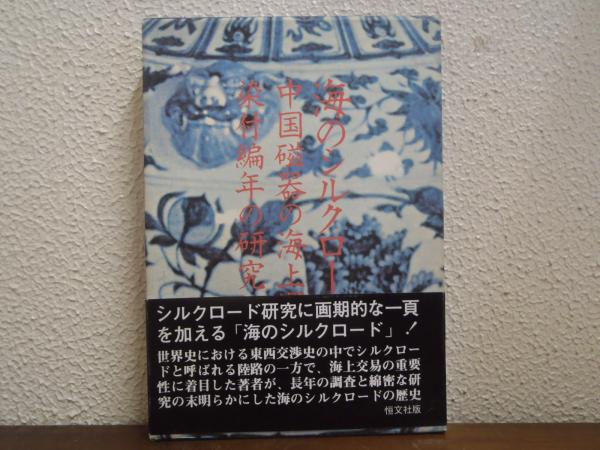 海のシルクロー
中国磁器の海上
染付編年の研究
シルクロード研究に画期的な一頁
を加える「海のシルクロード」!
世界史における東西交渉史の中でシルクロー
ドと呼ばれる陸路の一方で、海上交易の重要
性に着目した著者が、長年の調査と綿密な研
究の末明らかにした海のシルクロードの歴史
恒文社版